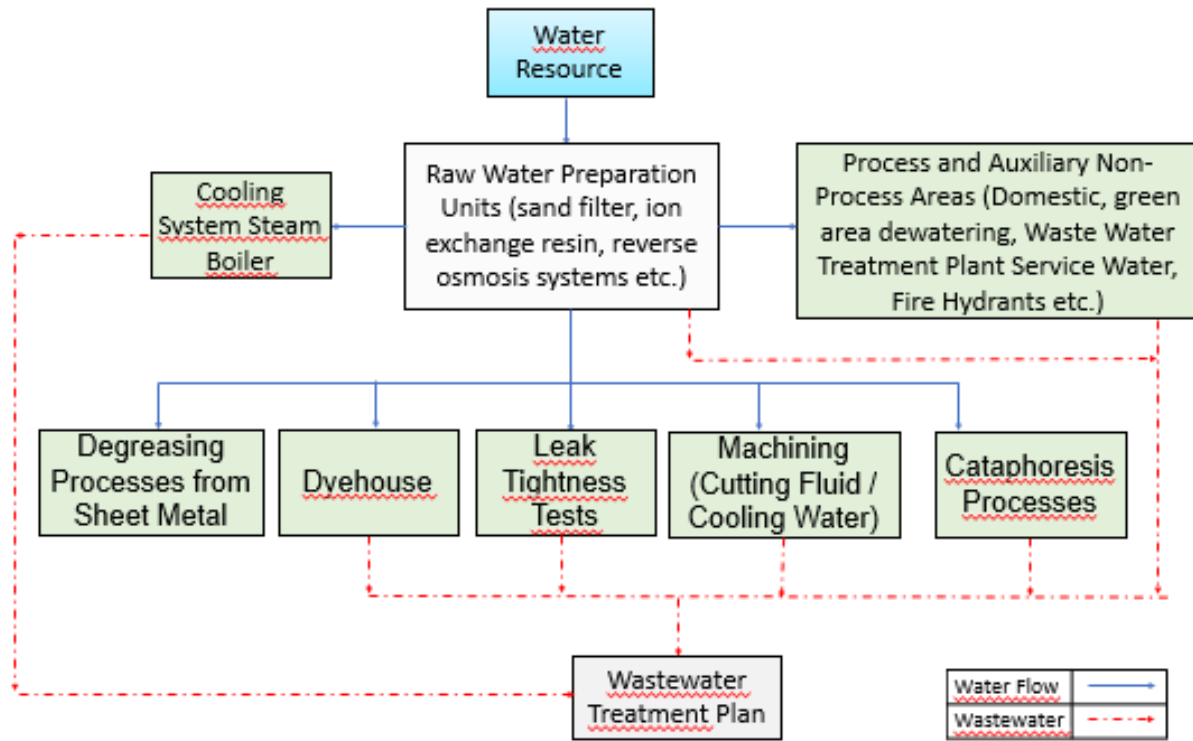 Water
Resource
Raw Water Preparation
Units (sand filter, ion
exchange resin, reverse
osmosis systems etc.)
Process and Auxiliary Non-
Process Areas (Domestic, green
area dewatering, Waste Water
Treatment Plant Service Water,
Fire Hydrants etc.)
Cooling
System Steam
Boiler
Degreasing
Processes from
Sheet Metal
Dyehouse
Leak
Tightness
Tests
Machining
(Cutting Fluid /
Cooling Water)
Cataphoresis
Processes
Wastewater
Treatment Plan
Water Flow
Wastewater